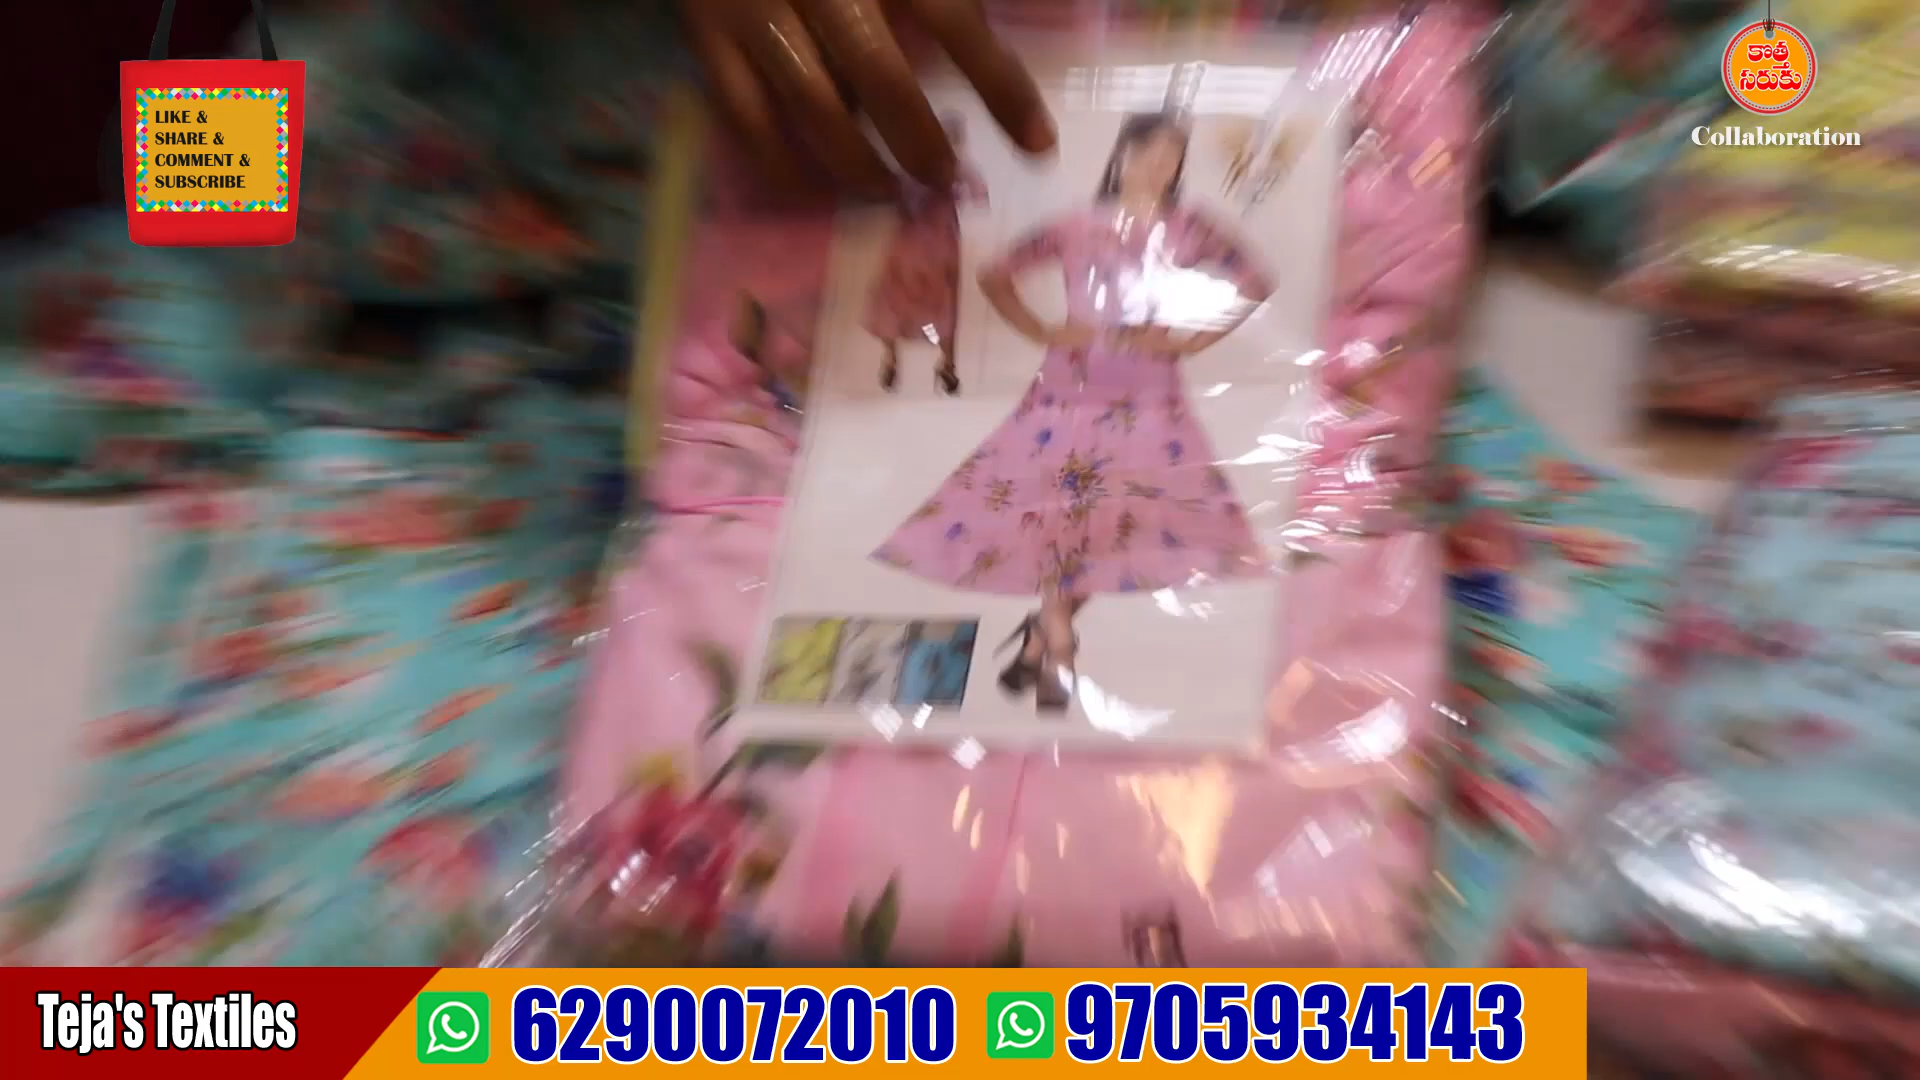 LIKE &
SHARE &
COMMENT &
SUBSCRIBE
కొత్త
సరుకు
Collaboration
Teja's Textiles
6290072010
9705934143